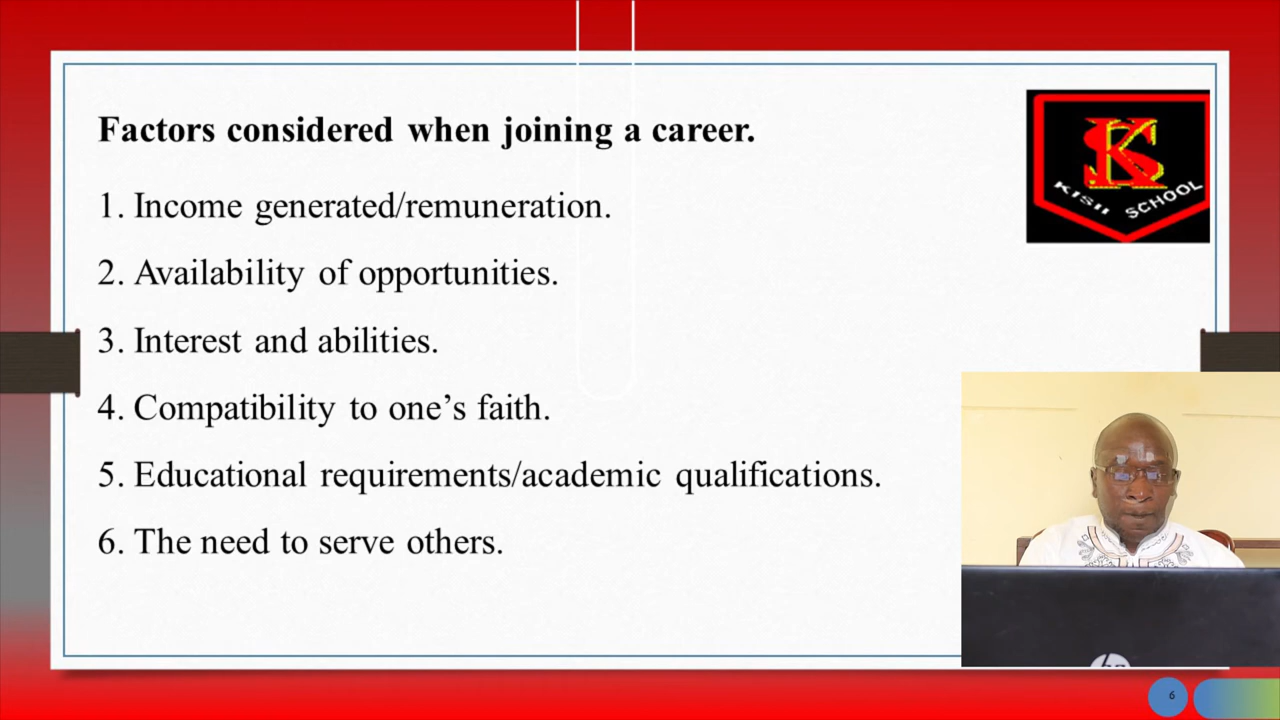 Factors considered when joining a career.
KS
KISII SCHOOL
1. Income generated/remuneration.
2. Availability of opportunities.
3. Interest and abilities.
4. Compatibility to one’s faith.
5. Educational requirements/academic qualifications.
6. The need to serve others.
hp
6